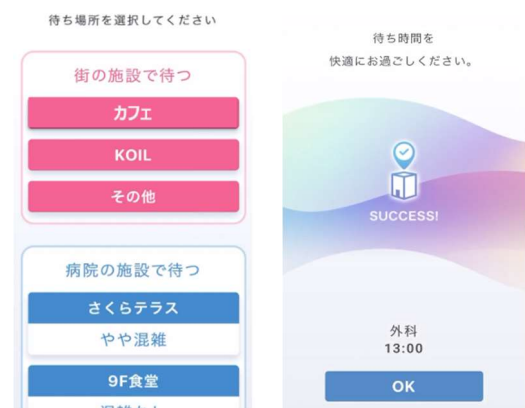 待ち場所を選択してください
街の施設で待つ
カフェ
KOIL
その他
病院の施設で待つ
さくらテラス
やや混雑
9F食堂
待ち時間を
快適にお過ごしください。
SUCCESS!
外科
13:00
OK